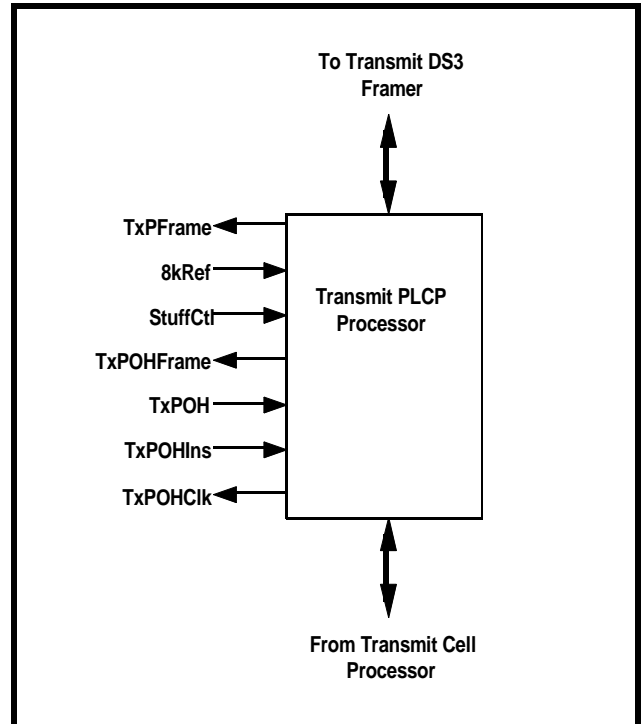 To Transmit DS3
Framer
TxPFrame
8kRef
StuffCtl
TxPOHFrame
TxPOH
TxPOHIns
TxPOHClk
Transmit PLCP
Processor
From Transmit Cell
Processor